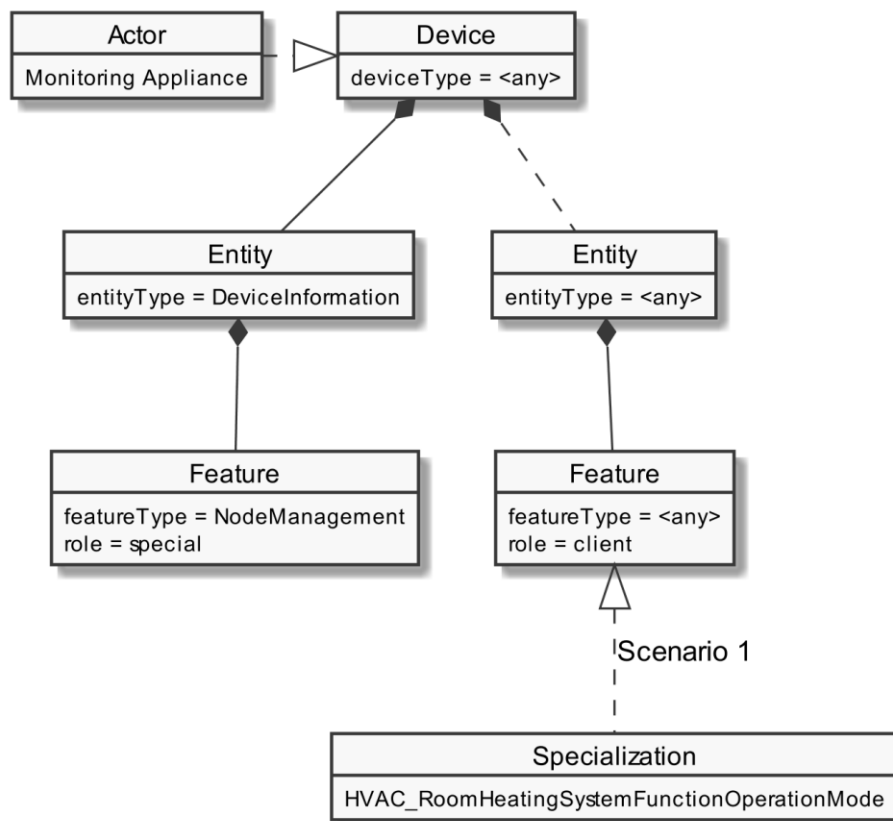 Actor
Monitoring Appliance
Device
deviceType = <any>
Entity
entityType = DeviceInformation
Entity
entityType = <any>
Feature
featureType = NodeManagement
role = special
Feature
featureType = <any>
role = client
Scenario 1
Specialization
HVAC_RoomHeatingSystemFunctionOperationMode